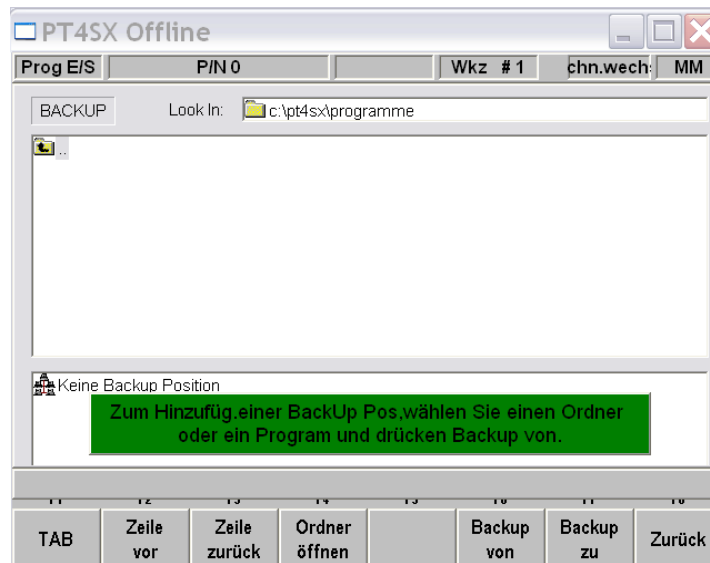 PT4SX Offline
Prog E/S P/N 0 Wkz # 1 chn.wech MM
BACKUP Look In: c:\pt4sx\programme
..
Keine Backup Position
Zum Hinzufüg.einer BackUp Pos,wählen Sie einen Ordner
oder ein Program und drücken Backup von.
TAB
Zeile vor
Zeile zurück
Ordner öffnen
Backup von
Backup zu
Zurück